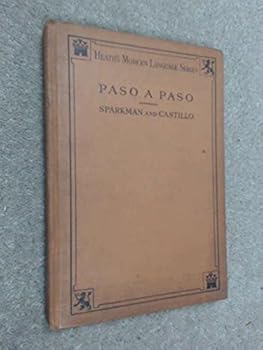 HEATH'S MODERN LANGUAGE SERIES
PASO A PASO
SPARKMAN AND CASTILLO